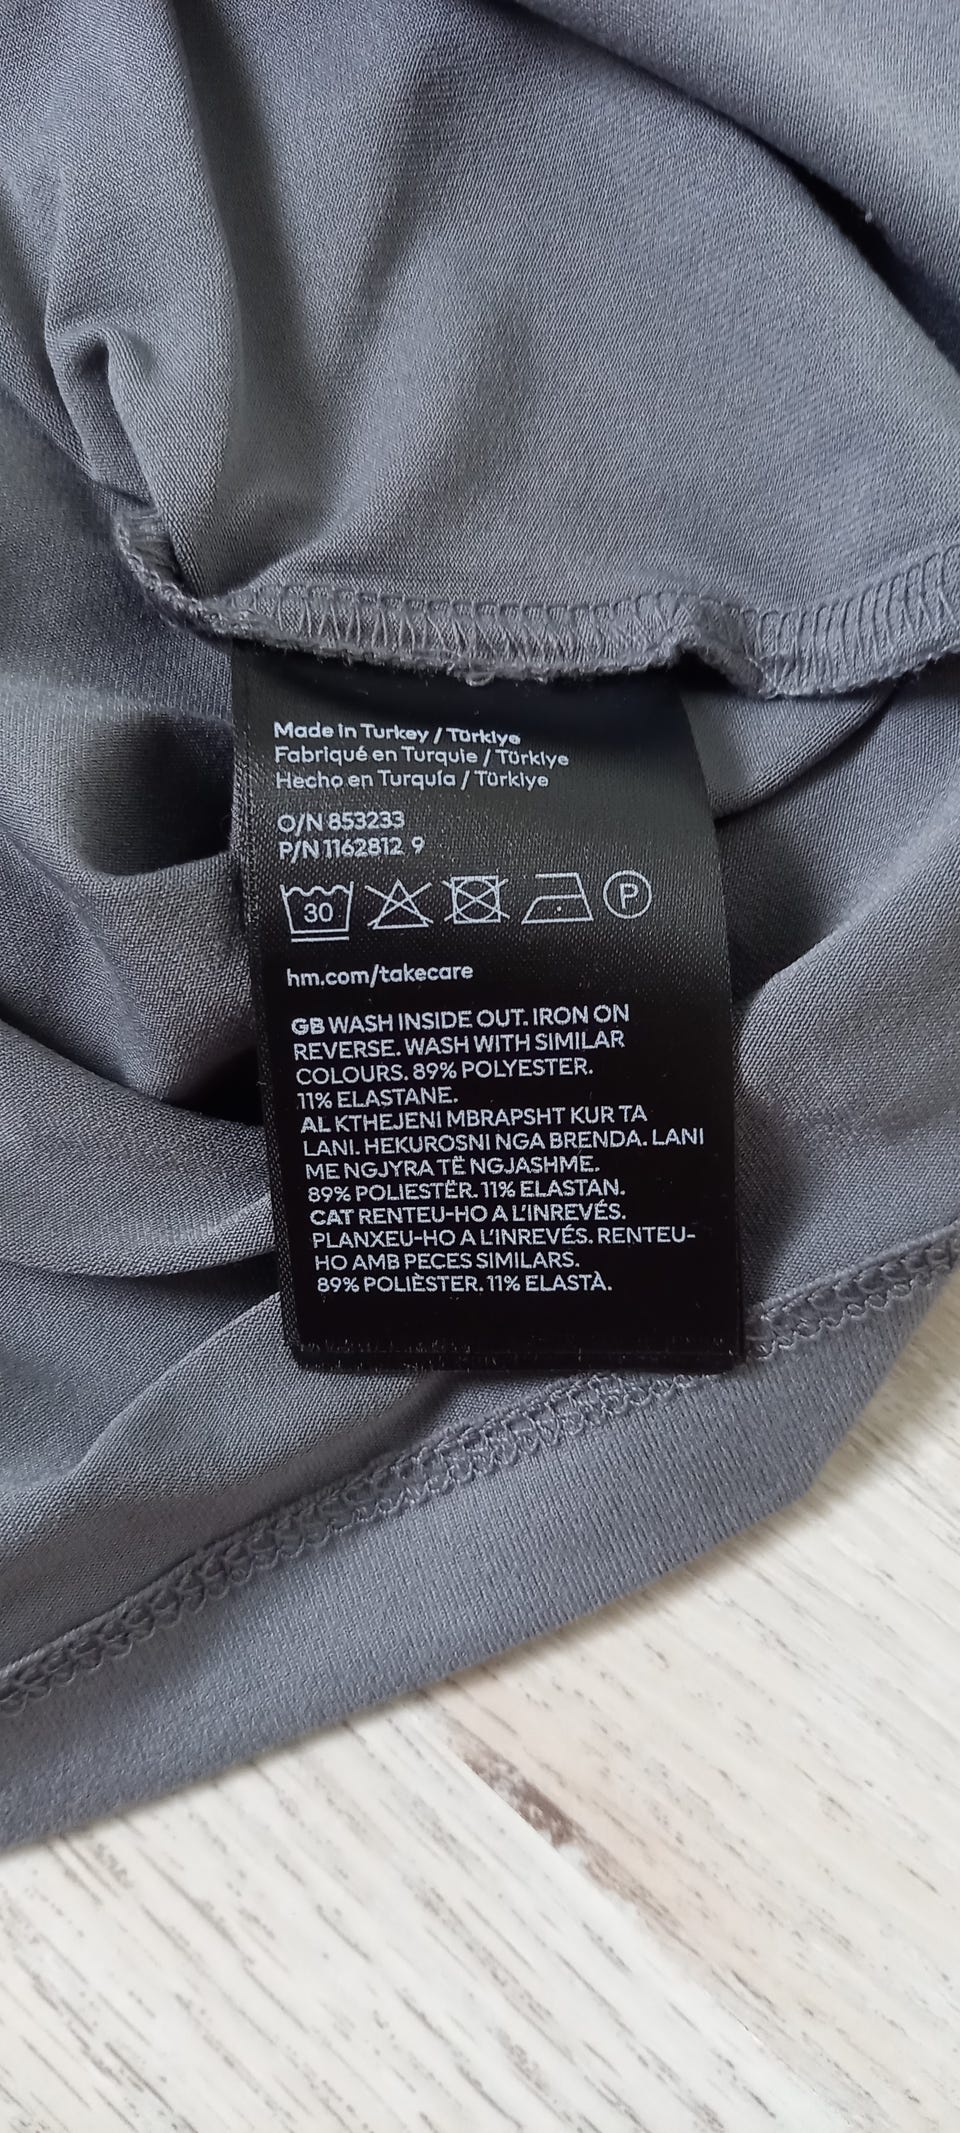 Made in Turkey / Türkiye
Fabriqué en Turquie / Türkiye
Hecho en Turquía / Türkiye
O/N 853233
P/N 1162812 9
30 P
hm.com/takecare
GB WASH INSIDE OUT. IRON ON
REVERSE. WASH WITH SIMILAR
COLOURS. 89% POLYESTER.
11% ELASTANE.
AL KTHEJENI MBRAPSHT KUR TA
LANI. HEKUROSNI NGA BRENDA. LANI
ME NGJYRA TË NGJASHME.
89% POLIESTËR. 11% ELASTAN.
CAT RENTEU-HO A L'INREVÉS.
PLANXEU-HO A L'INREVÉS. RENTEU-
HO AMB PECES SIMILARS.
89% POLIÈSTER. 11% ELASTÀ.